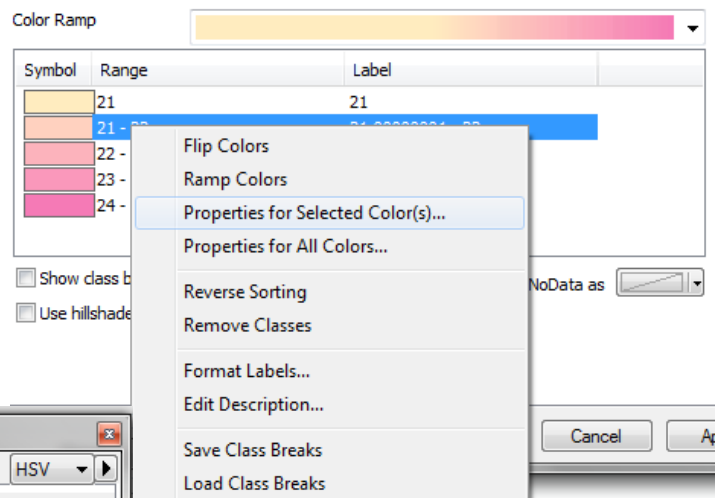 Color Ramp
Symbol Range Label
21 21
21 -
22 -
23 -
24 -
Flip Colors
Ramp Colors
Properties for Selected Color(s)...
Properties for All Colors...
Reverse Sorting
Remove Classes
Format Labels...
Edit Description...
Save Class Breaks
Load Class Breaks
Show class b
NoData as
Use hillshade
Cancel Ap
HSV